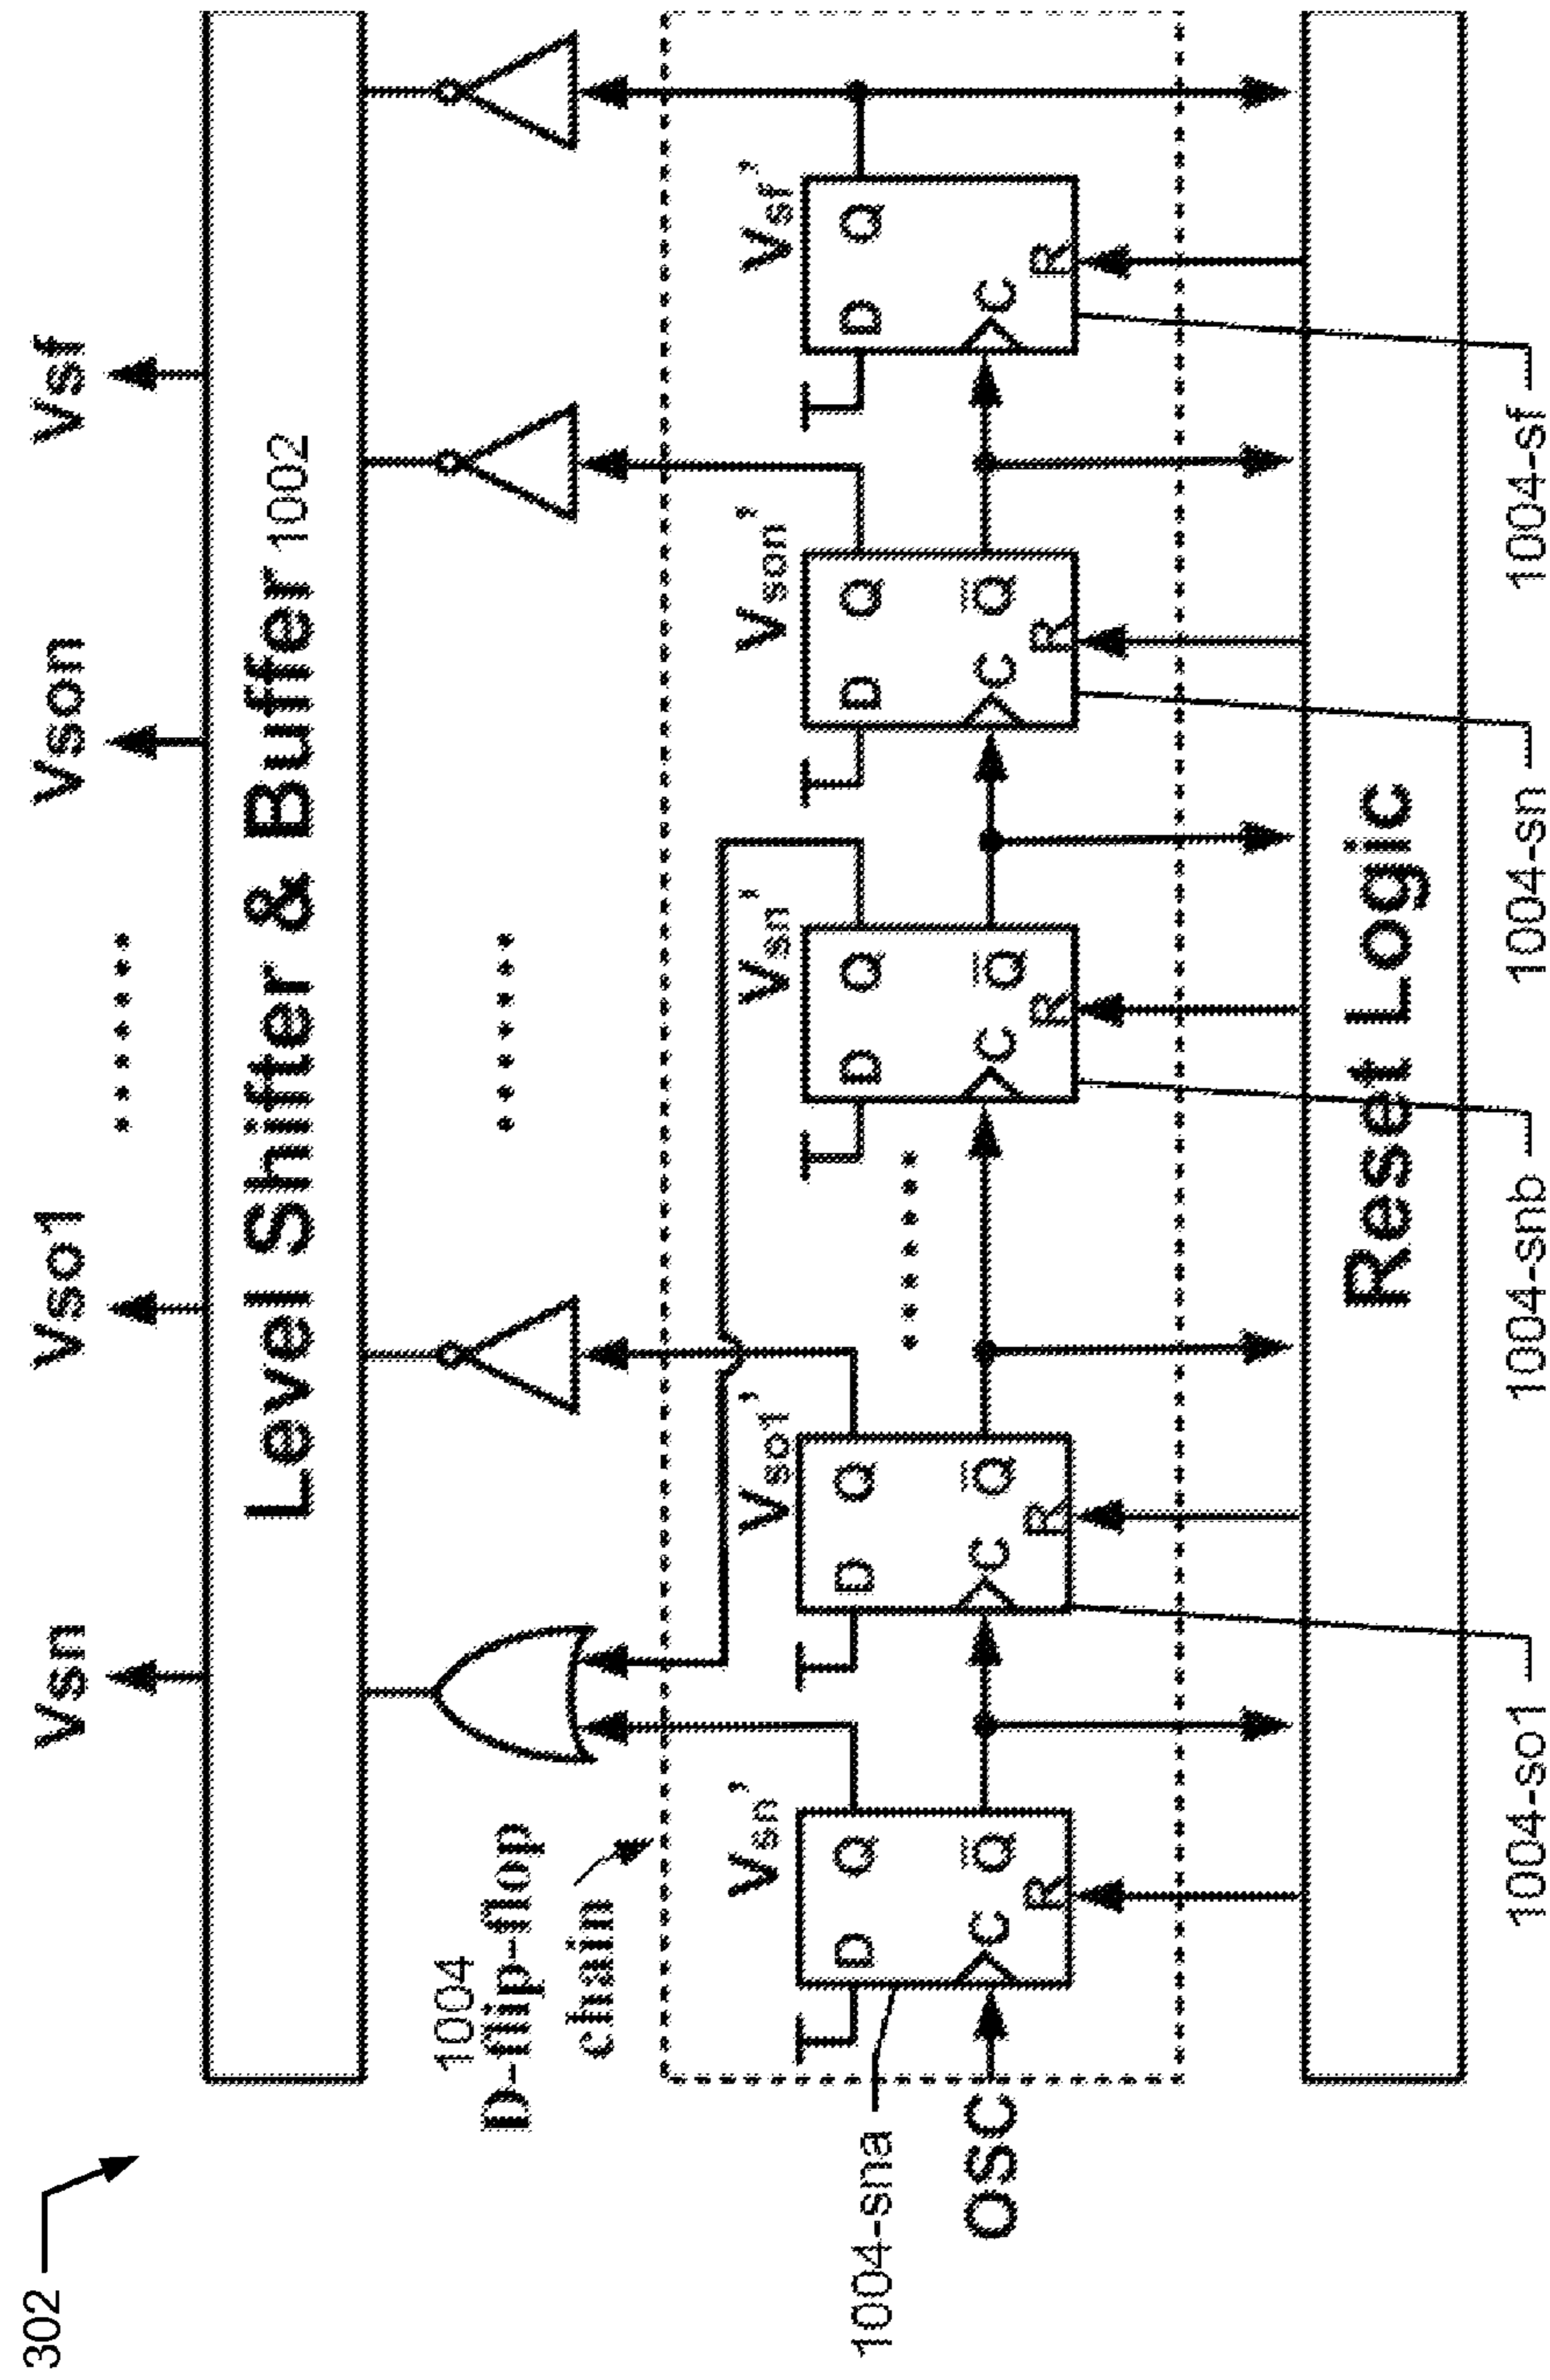 302
Vsn
Vso1
......
Vson
Vsf
Level Shifter & Buffer 1002
1004
D-flip-flop
chain
......
Vsn'
Vso1'
Vsn'
Vson'
Vsf'
1004-sna
D Q
D Q
......
D Q
D Q
D Q
OSC
C Q̅
C Q̅
C Q̅
C Q̅
C
R
R
R
R
R
Reset Logic
1004-so1
1004-snb
1004-sn
1004-sf